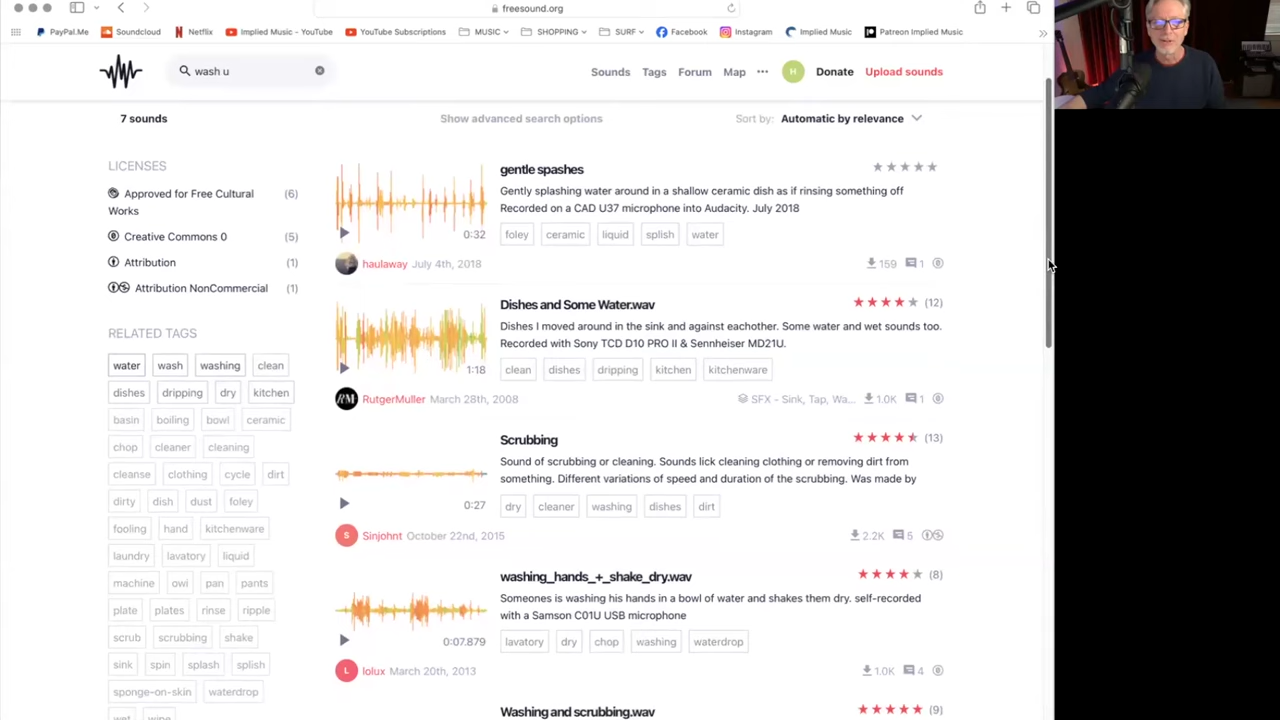 freesound.org
PayPal.Me
Soundcloud
Netflix
Implied Music - YouTube
YouTube Subscriptions
MUSIC
SHOPPING
SURF
Facebook
Instagram
Implied Music
Patreon Implied Music
wash u
Sounds
Tags
Forum
Map
H
Donate
Upload sounds
7 sounds
Show advanced search options
Sort by: Automatic by relevance
LICENSES
Approved for Free Cultural (6)
Works
Creative Commons 0 (5)
Attribution (1)
Attribution NonCommercial (1)
RELATED TAGS
water wash washing clean
dishes dripping dry kitchen
basin boiling bowl ceramic
chop cleaner cleaning
cleanse clothing cycle dirt
dirty dish dust foley
fooling hand kitchenware
laundry lavatory liquid
machine owi pan pants
plate plates rinse ripple
scrub scrubbing shake
sink spin splash splish
sponge-on-skin waterdrop
wet wipe
gentle spashes
Gently splashing water around in a shallow ceramic dish as if rinsing something off
Recorded on a CAD U37 microphone into Audacity. July 2018
0:32
foley ceramic liquid splish water
haulaway July 4th, 2018
159 1
Dishes and Some Water.wav
(12)
Dishes I moved around in the sink and against eachother. Some water and wet sounds too.
Recorded with Sony TCD D10 PRO II & Sennheiser MD21U.
1:18
clean dishes dripping kitchen kitchenware
RM
RutgerMuller March 28th, 2008
SFX - Sink, Tap, Wa... 1.0K 1
Scrubbing
(13)
Sound of scrubbing or cleaning. Sounds lick cleaning clothing or removing dirt from
something. Different variations of speed and duration of the scrubbing. Was made by
0:27
dry cleaner washing dishes dirt
S
Sinjohnt October 22nd, 2015
2.2K 6
washing_hands_+_shake_dry.wav
(8)
Someones is washing his hands in a bowl of water and shakes them dry. self-recorded
with a Samson C01U USB microphone
0:07.879
lavatory dry chop washing waterdrop
L
lolux March 20th, 2013
1.0K 4
Washing and scrubbing.wav
(9)